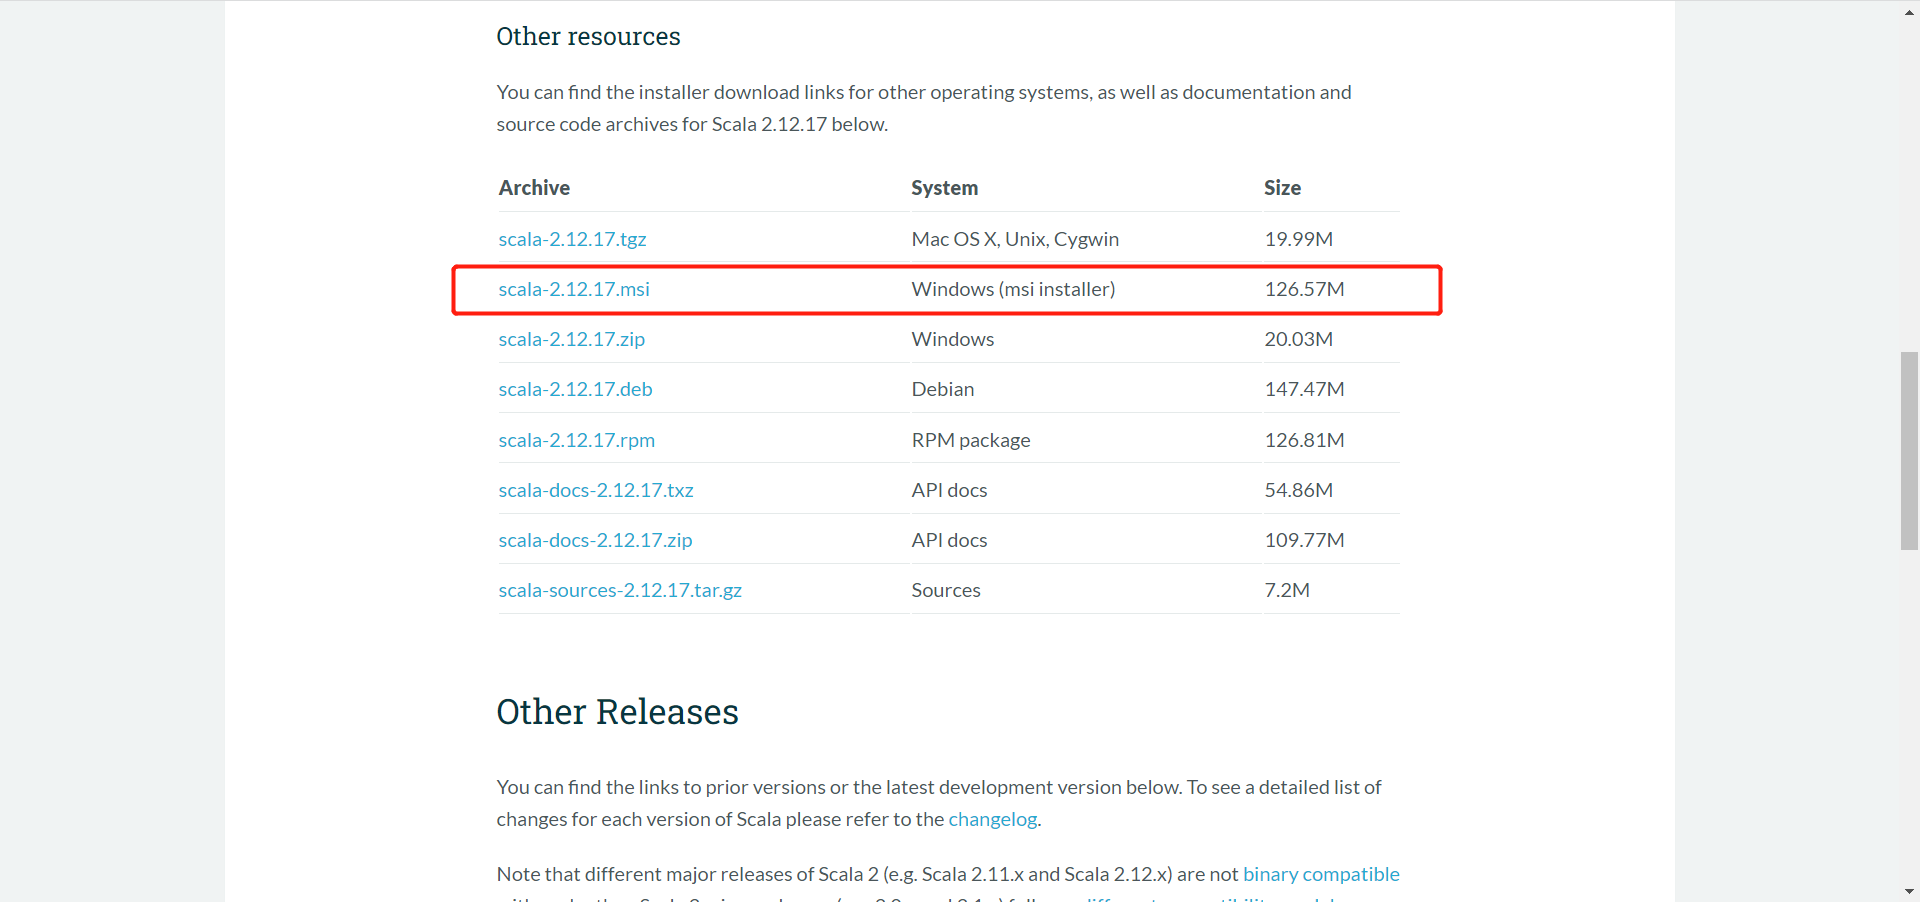 Other resources
You can find the installer download links for other operating systems, as well as documentation and
source code archives for Scala 2.12.17 below.
Archive System Size
scala-2.12.17.tgz Mac OS X, Unix, Cygwin 19.99M
scala-2.12.17.msi Windows (msi installer) 126.57M
scala-2.12.17.zip Windows 20.03M
scala-2.12.17.deb Debian 147.47M
scala-2.12.17.rpm RPM package 126.81M
scala-docs-2.12.17.txz API docs 54.86M
scala-docs-2.12.17.zip API docs 109.77M
scala-sources-2.12.17.tar.gz Sources 7.2M
Other Releases
You can find the links to prior versions or the latest development version below. To see a detailed list of
changes for each version of Scala please refer to the changelog.
Note that different major releases of Scala 2 (e.g. Scala 2.11.x and Scala 2.12.x) are not binary compatible